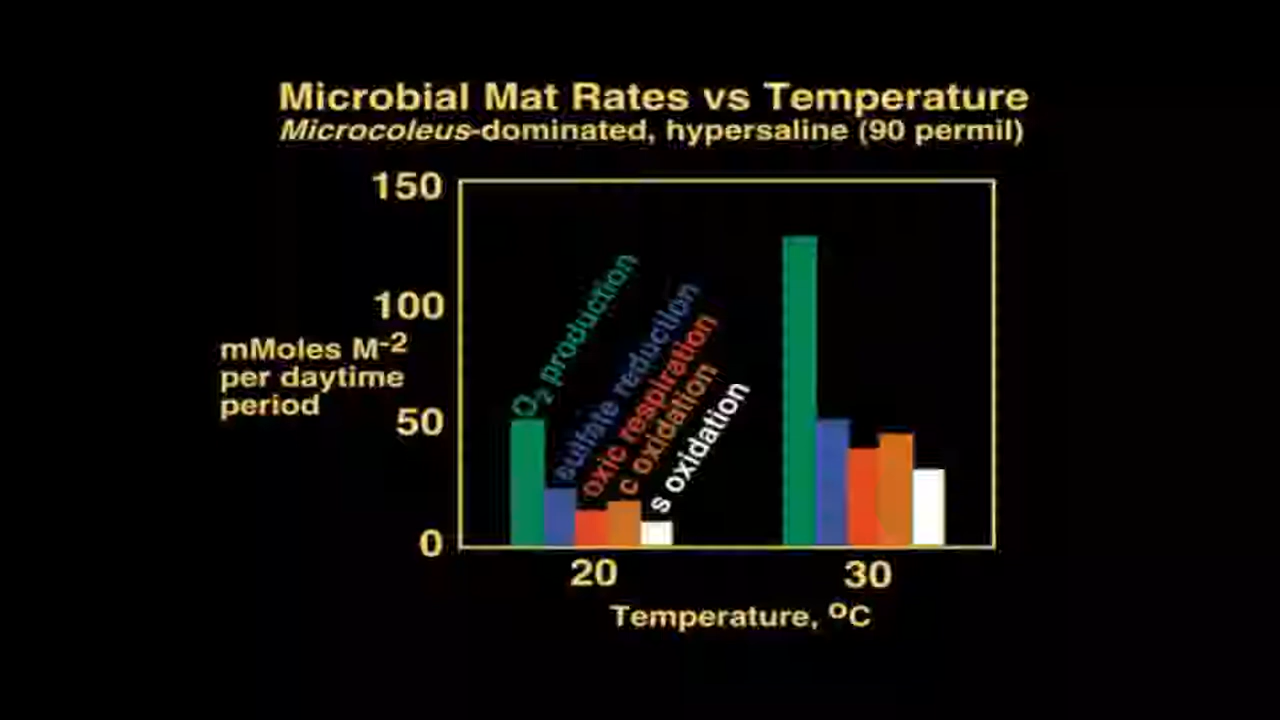 Microbial Mat Rates vs Temperature
Microcoleus-dominated, hypersaline (90 permil)
150
100
50
0
mMoles M-2
per daytime
period
O2 production
sulfate reduction
oxic respiration
c oxidation
s oxidation
20
30
Temperature, ºC